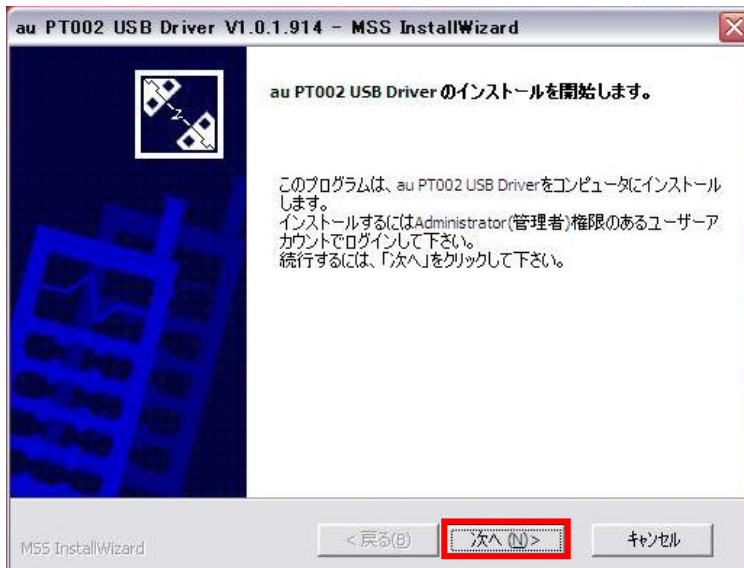 au PT002 USB Driver V1.0.1.914 - MSS InstallWizard
au PT002 USB Driver のインストールを開始します。
このプログラムは、au PT002 USB Driverをコンピュータにインストール
します。
インストールするにはAdministrator(管理者)権限のあるユーザーア
カウントでログインして下さい。
続行するには、「次へ」をクリックして下さい。
MSS InstallWizard
< 戻る(B)
次へ (N) >
キャンセル